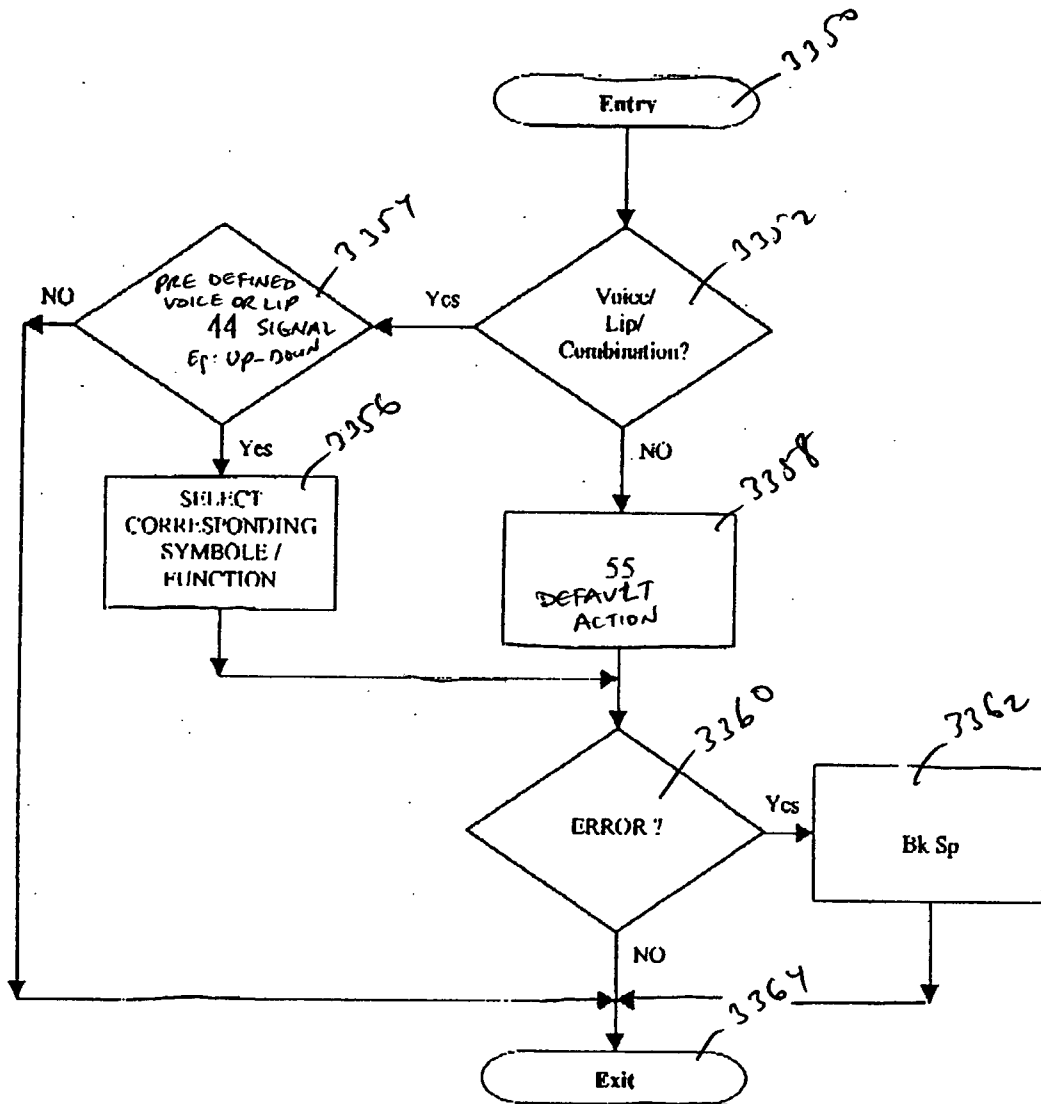 3350
Entry
3352
Voice/
Lip/
Combination?
Yes
3354
PRE DEFINED
VOICE OR LIP
44 SIGNAL
Eg: UP-DOWN
NO
Yes
3356
SELECT
CORRESPONDING
SYMBOLE /
FUNCTION
NO
3358
55
DEFAULT
ACTION
3360
ERROR ?
Yes
3362
Bk Sp
NO
3364
Exit